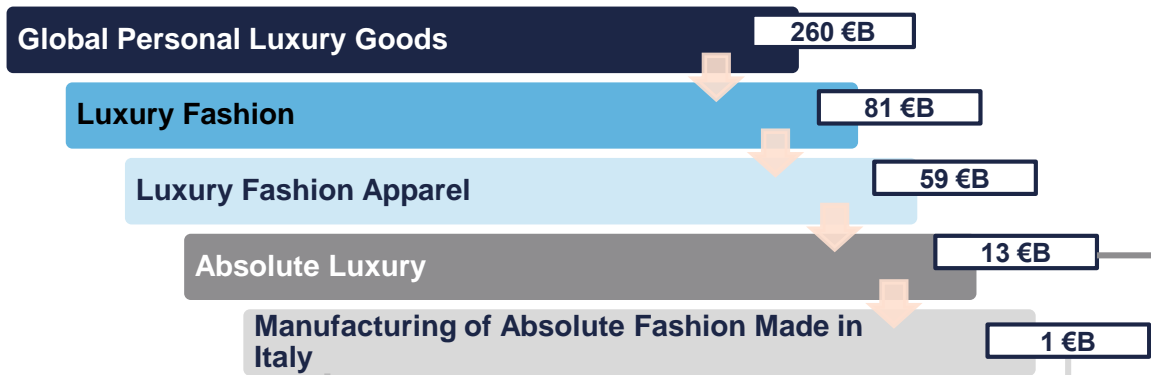 Global Personal Luxury Goods
260 €B
Luxury Fashion
81 €B
Luxury Fashion Apparel
59 €B
Absolute Luxury
13 €B
Manufacturing of Absolute Fashion Made in
Italy
1 €B